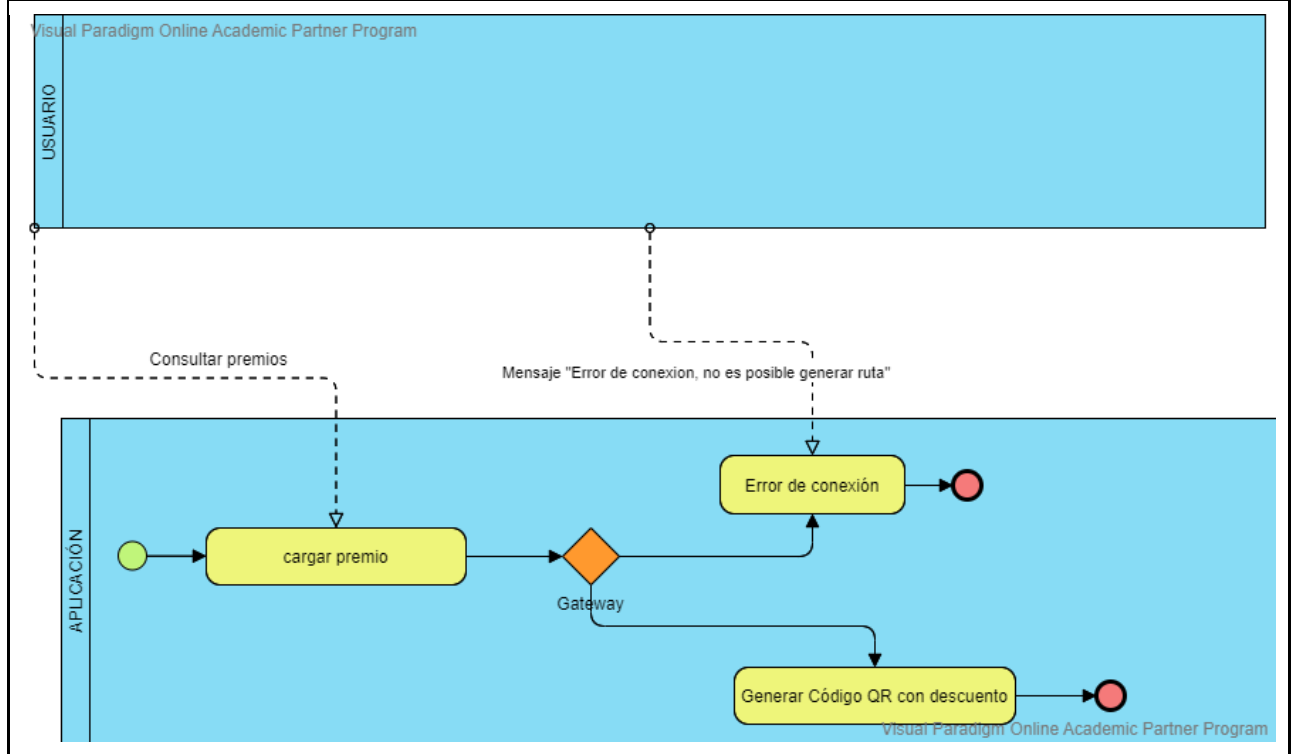 Visual Paradigm Online Academic Partner Program
USUARIO
Consultar premios
Mensaje "Error de conexion, no es posible generar ruta"
APLICACIÓN
Error de conexión
cargar premio
Gateway
Generar Código QR con descuento
Visual Paradigm Online Academic Partner Program